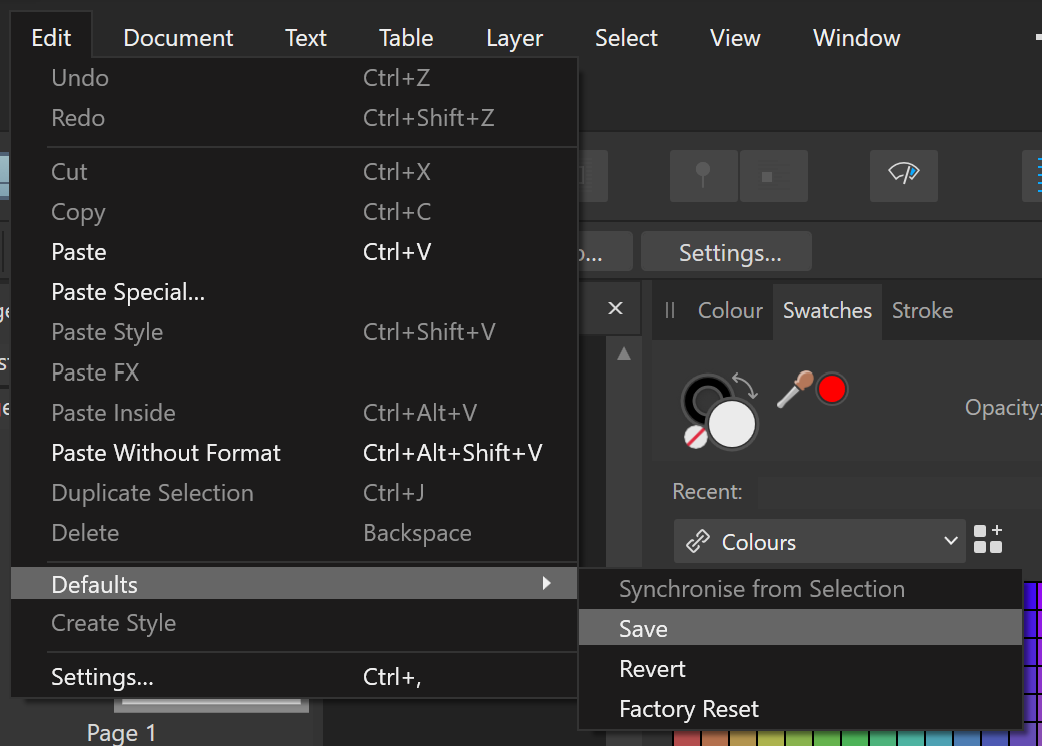 Edit Document Text Table Layer Select View Window
Undo Ctrl+Z
Redo Ctrl+Shift+Z
Cut Ctrl+X
Copy Ctrl+C
Paste Ctrl+V
Settings...
Paste Special...
Paste Style Ctrl+Shift+V
Colour Swatches Stroke
Paste FX
Paste Inside Ctrl+Alt+V
Opacity:
Paste Without Format Ctrl+Alt+Shift+V
Duplicate Selection Ctrl+J
Recent:
Delete Backspace
Colours
Defaults
Synchronise from Selection
Create Style
Save
Settings... Ctrl+,
Revert
Factory Reset
Page 1